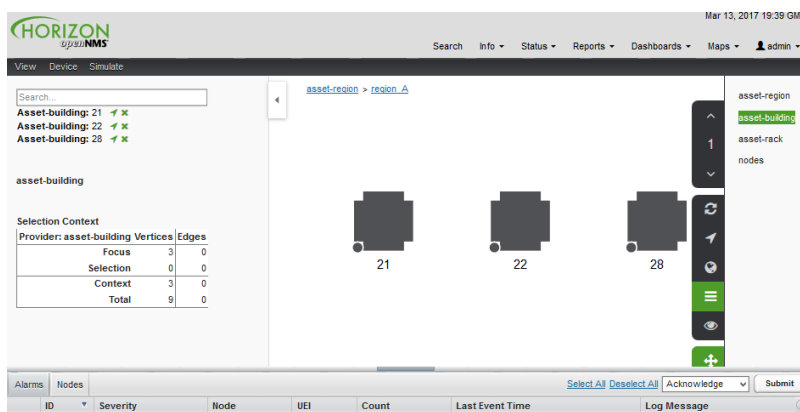 Mar 13, 2017 19:39 GM
HORIZON
openNMS
Search Info Status Reports Dashboards Maps admin
View Device Simulate
Search...
Asset-building: 21
Asset-building: 22
Asset-building: 28
asset-building
Selection Context
Provider: asset-building Vertices Edges
Focus 3 0
Selection 0 0
Context 3 0
Total 9 0
asset-region > region_A
21 22 28
1
asset-region
asset-building
asset-rack
nodes
Alarms Nodes
Select All Deselect All Acknowledge Submit
ID Severity Node UEI Count Last Event Time Log Message